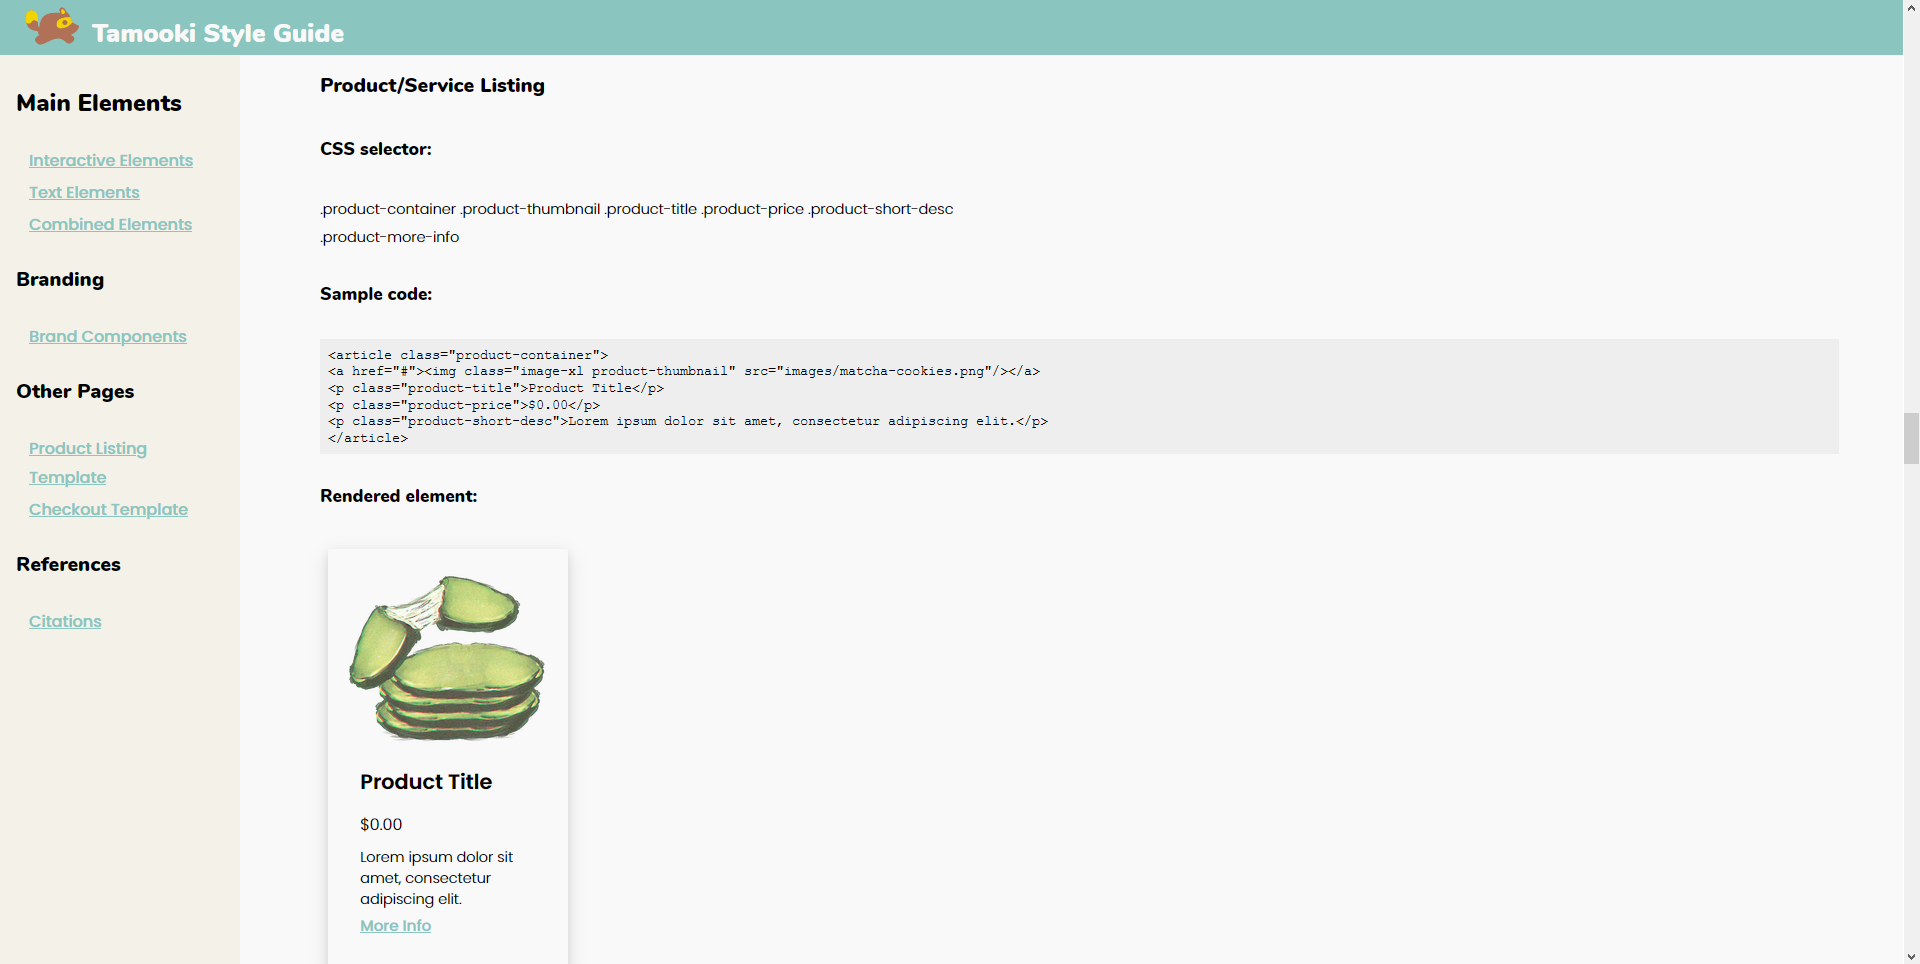 Tamooki Style Guide
Main Elements
Interactive Elements
Text Elements
Combined Elements
Branding
Brand Components
Other Pages
Product Listing
Template
Checkout Template
References
Citations
Product/Service Listing
CSS selector:
.product-container .product-thumbnail .product-title .product-price .product-short-desc
.product-more-info
Sample code:
<article class="product-container">
<a href="#"><img class="image-xl product-thumbnail" src="images/matcha-cookies.png"/></a>
<p class="product-title">Product Title</p>
<p class="product-price">$0.00</p>
<p class="product-short-desc">Lorem ipsum dolor sit amet, consectetur adipiscing elit.</p>
</article>
Rendered element:
Product Title
$0.00
Lorem ipsum dolor sit
amet, consectetur
adipiscing elit.
More Info